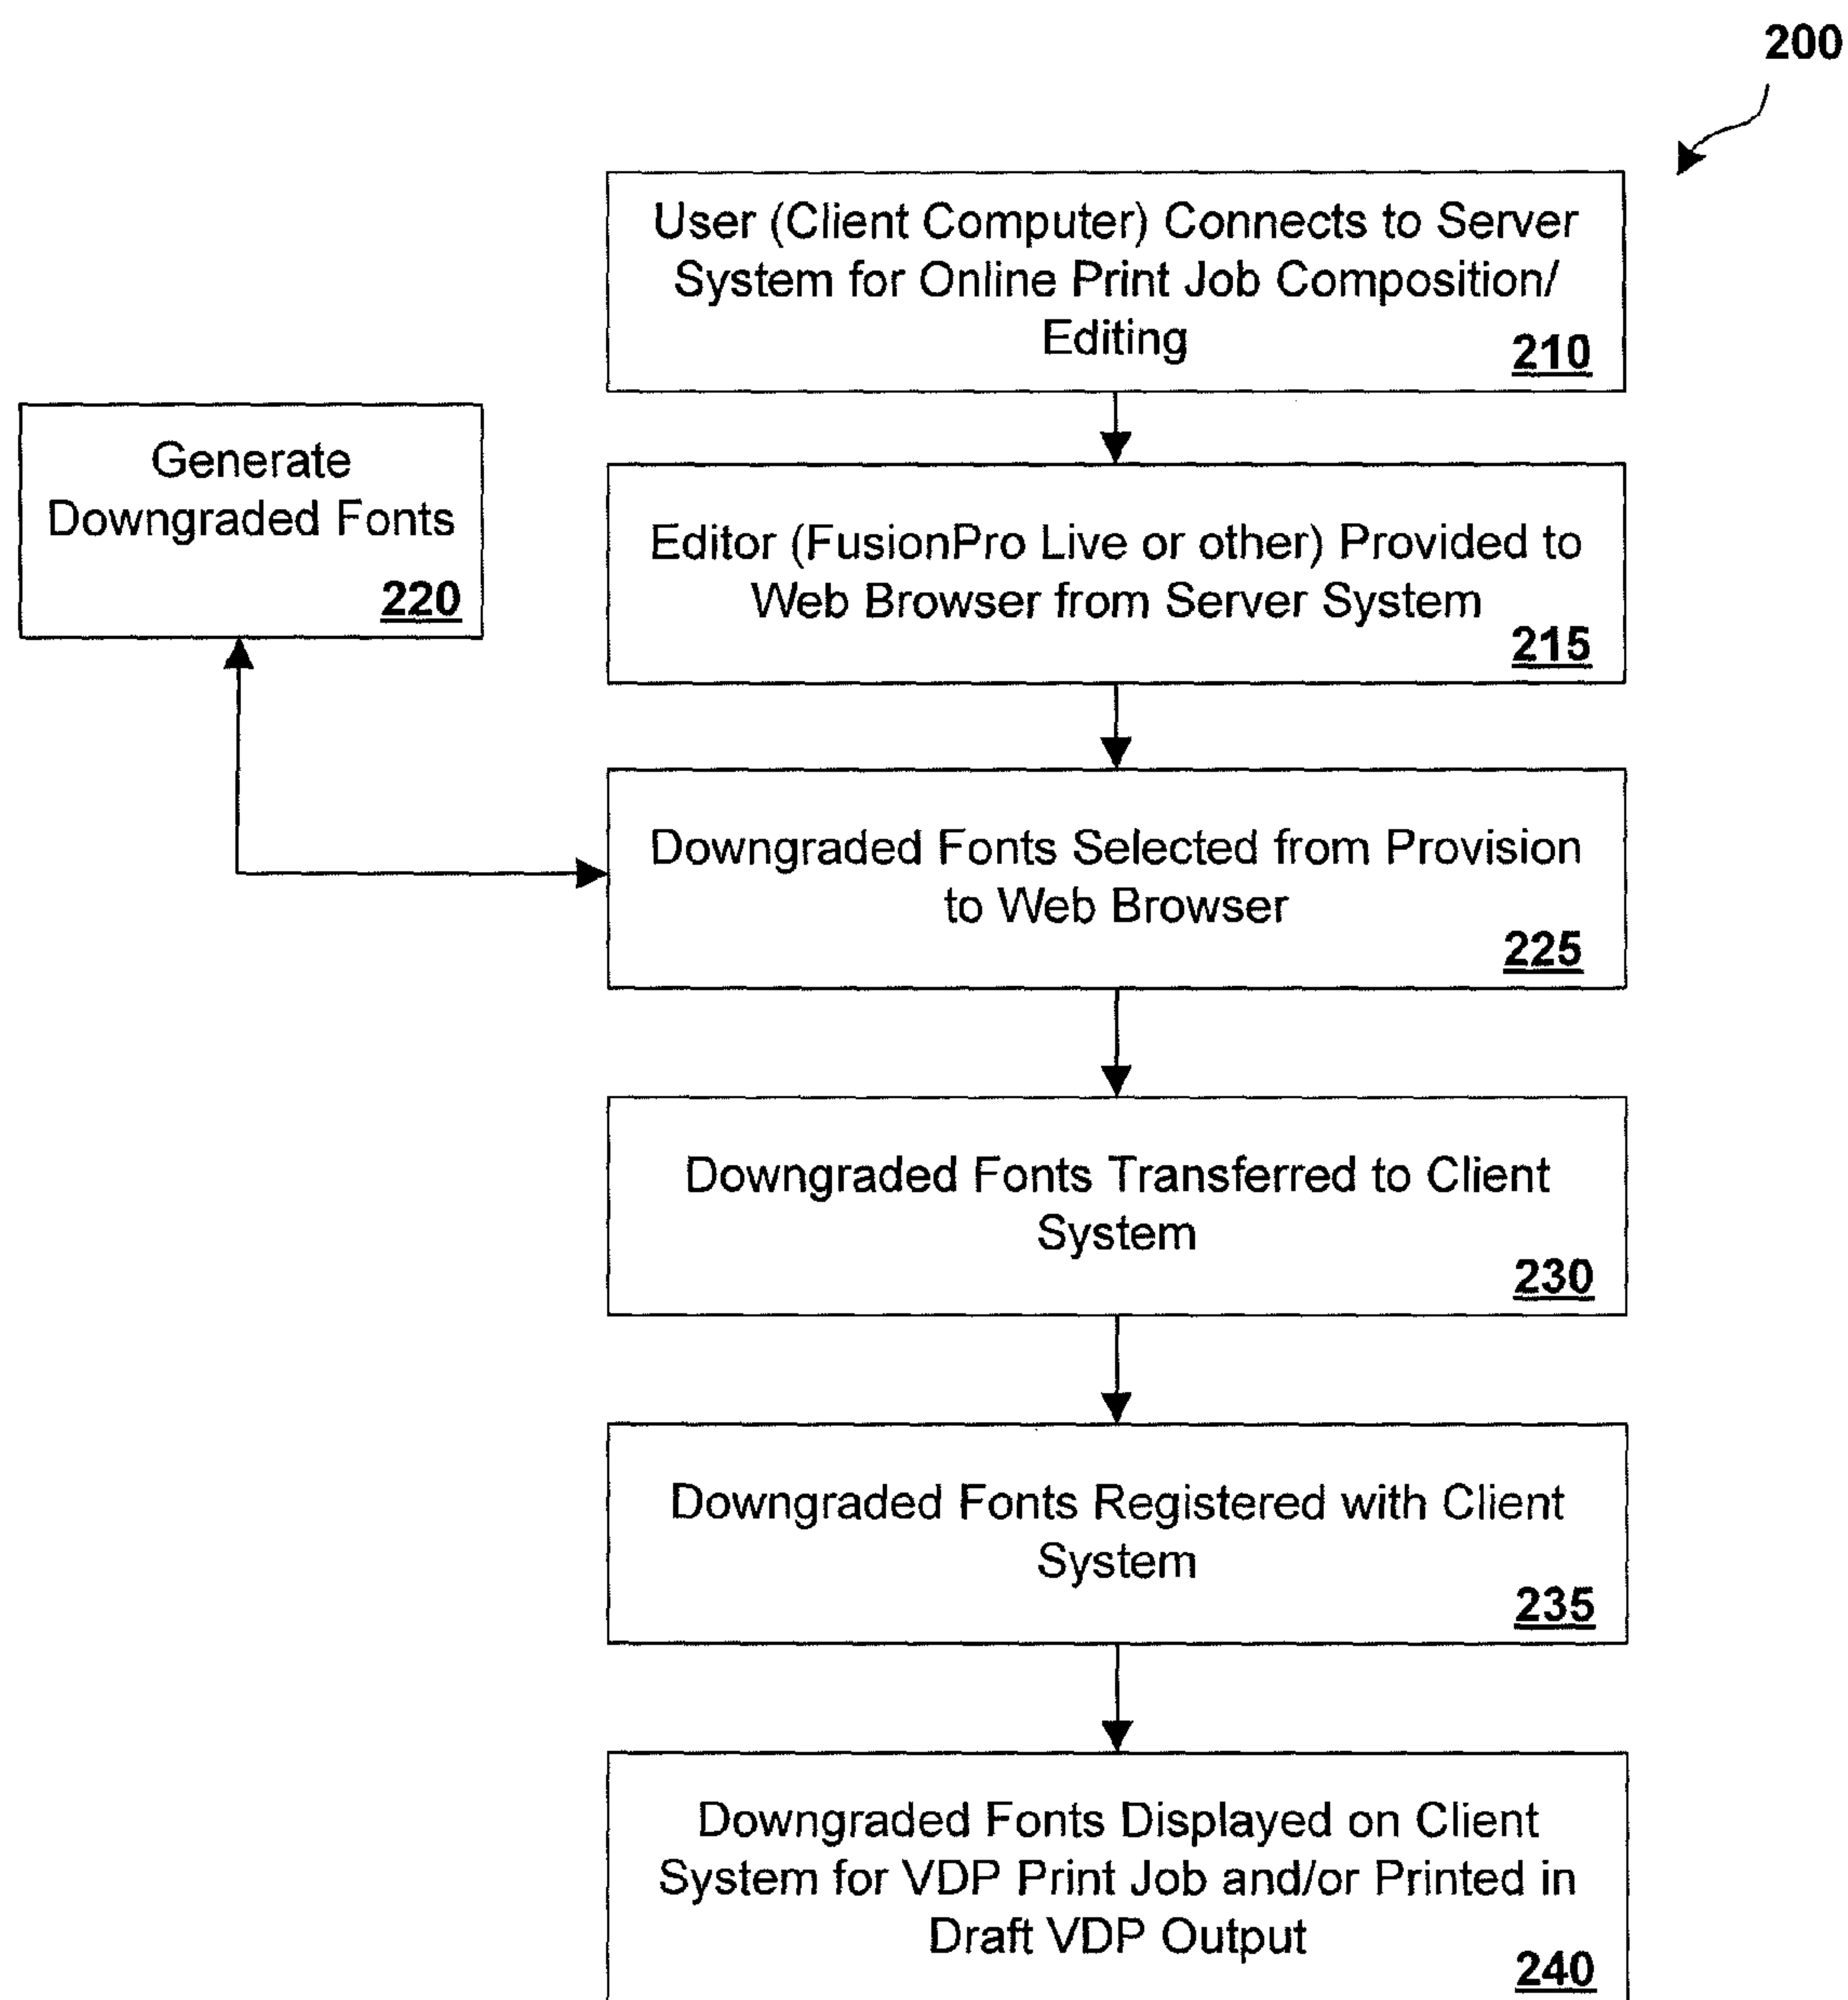 200
User (Client Computer) Connects to Server
System for Online Print Job Composition/
Editing
210
Generate
Downgraded Fonts
220
Editor (FusionPro Live or other) Provided to
Web Browser from Server System
215
Downgraded Fonts Selected from Provision
to Web Browser
225
Downgraded Fonts Transferred to Client
System
230
Downgraded Fonts Registered with Client
System
235
Downgraded Fonts Displayed on Client
System for VDP Print Job and/or Printed in
Draft VDP Output
240